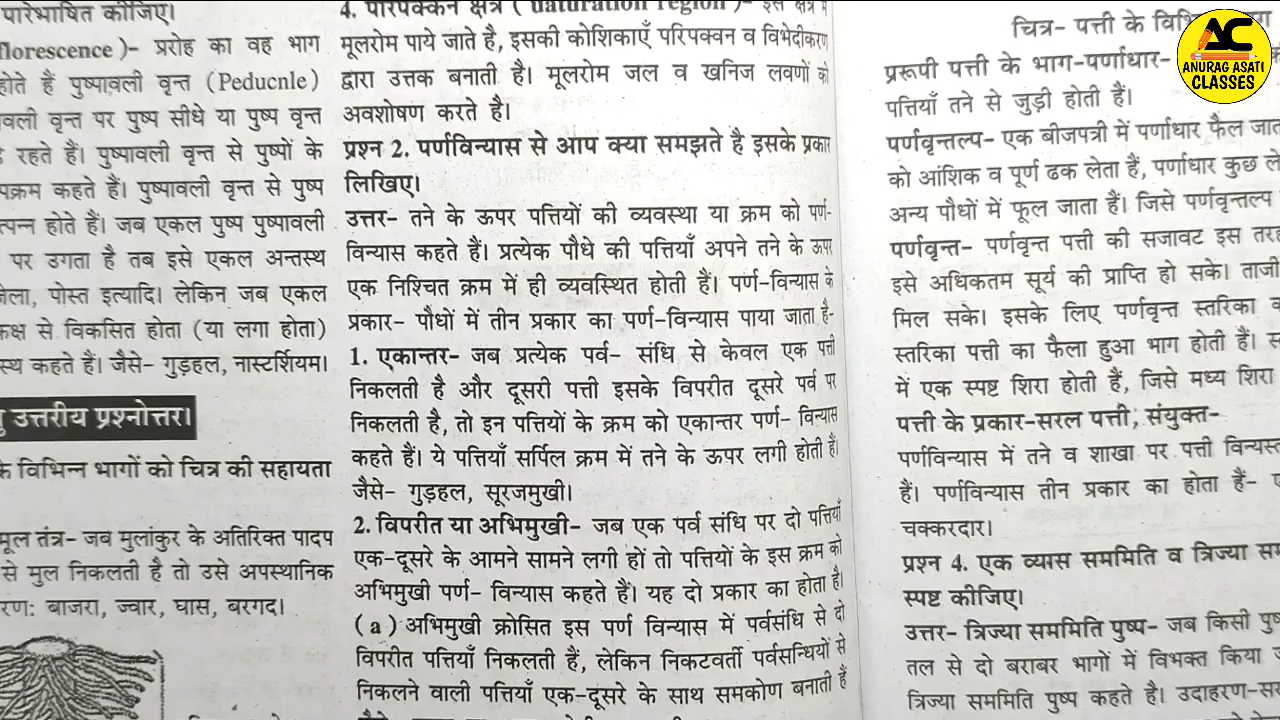 पारिभाषित कीजिए।
florescence )- प्ररोह का वह भाग
होते हैं पुष्पावली वृन्त (Peducnle)
वली वृन्त पर पुष्प सीधे या पुष्प वृन्त
रहते हैं। पुष्पावली वृन्त से पुष्पों के
पक्रम कहते हैं। पुष्पावली वृन्त से पुष्प
त्पन्न होते हैं। जब एकल पुष्प पुष्पावली
पर उगता है तब इसे एकल अन्तस्थ
पोस्त इत्यादि। लेकिन जब एकल
कक्ष से विकसित होता (या लगा होता)
स्थ कहते हैं। जैसे- गुड़हल, नास्टर्शियम।
उत्तरीय प्रश्नोत्तर।
के विभिन्न भागों को चित्र की सहायता
मूल तंत्र- जब मुलांकुर के अतिरिक्त पादप
से मुल निकलती है तो उसे अपस्थानिक
रण: बाजरा, ज्वार, घास, बरगद।
4. परिपक्कन क्षेत्र ( uaturation region )- इस क्षेत्र में
मूलरोम पाये जाते है, इसकी कोशिकाएँ परिपक्वन व विभेदीकरण
द्वारा उत्तक बनाती है। मूलरोम जल व खनिज लवणों को
अवशोषण करते है।
प्रश्न 2. पर्णविन्यास से आप क्या समझते है इसके प्रकार
लिखिए।
उत्तर- तने के ऊपर पत्तियों की व्यवस्था या क्रम को पर्ण-
विन्यास कहते हैं। प्रत्येक पौधे की पत्तियाँ अपने तने के ऊपर
एक निश्चित क्रम में ही व्यवस्थित होती हैं। पर्ण-विन्यास के
प्रकार- पौधों में तीन प्रकार का पर्ण-विन्यास पाया जाता है-
1. एकान्तर- जब प्रत्येक पर्व- संधि से केवल एक पत्ती
निकलती है और दूसरी पत्ती इसके विपरीत दूसरे पर्व पर
निकलती है, तो इन पत्तियों के क्रम को एकान्तर पर्ण- विन्यास
कहते हैं। ये पत्तियाँ सर्पिल क्रम में तने के ऊपर लगी होती हैं।
जैसे- गुड़हल, सूरजमुखी।
2. विपरीत या अभिमुखी- जब एक पर्व संधि पर दो पत्तियाँ
एक-दूसरे के आमने सामने लगी हों तो पत्तियों के इस क्रम को
अभिमुखी पर्ण- विन्यास कहते हैं। यह दो प्रकार का होता है।
(a) अभिमुखी क्रोसित इस पर्ण विन्यास में पर्वसंधि से दो
विपरीत पत्तियाँ निकलती हैं, लेकिन निकटवर्ती पर्वसन्धियों से
निकलने वाली पत्तियाँ एक-दूसरे के साथ समकोण बनाती हैं
चित्र- पत्ती के
प्ररूपी पत्ती के भाग-पर्णाधार-
पत्तियाँ तने से जुड़ी होती हैं।
पर्णवृन्तल्प- एक बीजपत्री में पर्णाधार फैल जात
को आंशिक व पूर्ण ढक लेता हैं, पर्णाधार कुछ ले
अन्य पौधों में फूल जाता हैं। जिसे पर्णवृन्तल्प
पर्णवृन्त- पर्णवृन्त पत्ती की सजावट इस तरह
इसे अधिकतम सूर्य की प्राप्ति हो सके। ताजी
मिल सके। इसके लिए पर्णवृन्त स्तरिका
स्तरिका पत्ती का फैला हुआ भाग होती हैं।
में एक स्पष्ट शिरा होती हैं, जिसे मध्य शिरा
पत्ती के प्रकार-सरल पत्ती, संयुक्त-
पर्णविन्यास में तने व शाखा पर पत्ती विन्यस्त
हैं। पर्णविन्यास तीन प्रकार का होता हैं-
चक्करदार।
प्रश्न 4. एक व्यास सममिति व त्रिज्या सम
स्पष्ट कीजिए।
उत्तर- त्रिज्या सममिति पुष्प- जब किसी पुष्प
तल से दो बराबर भागों में विभक्त किया
त्रिज्या सममिति पुष्प कहते है। उदाहरण-सर
AC
ANURAG ASATI
CLASSES